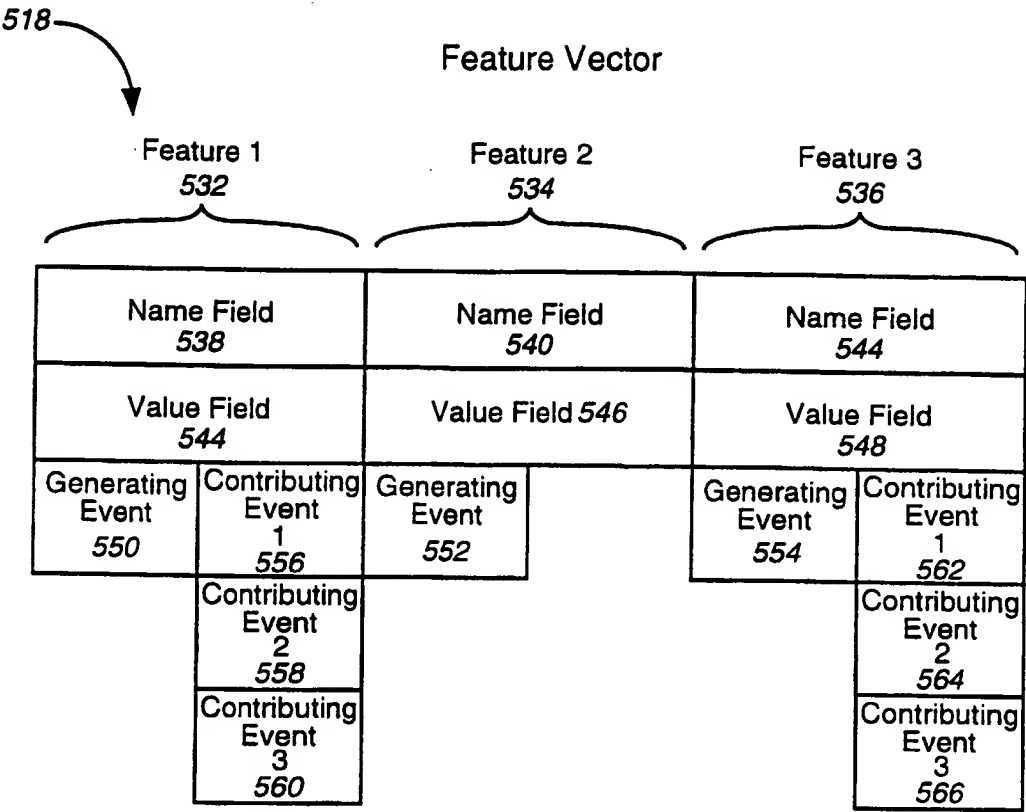 518
Feature Vector
Feature 1
532
Feature 2
534
Feature 3
536
Name Field
538
Name Field
540
Name Field
544
Value Field
544
Value Field 546
Value Field
548
Generating
Event
550
Contributing
Event
1
556
Generating
Event
552
Generating
Event
554
Contributing
Event
1
562
Contributing
Event
2
558
Contributing
Event
2
564
Contributing
Event
3
560
Contributing
Event
3
566